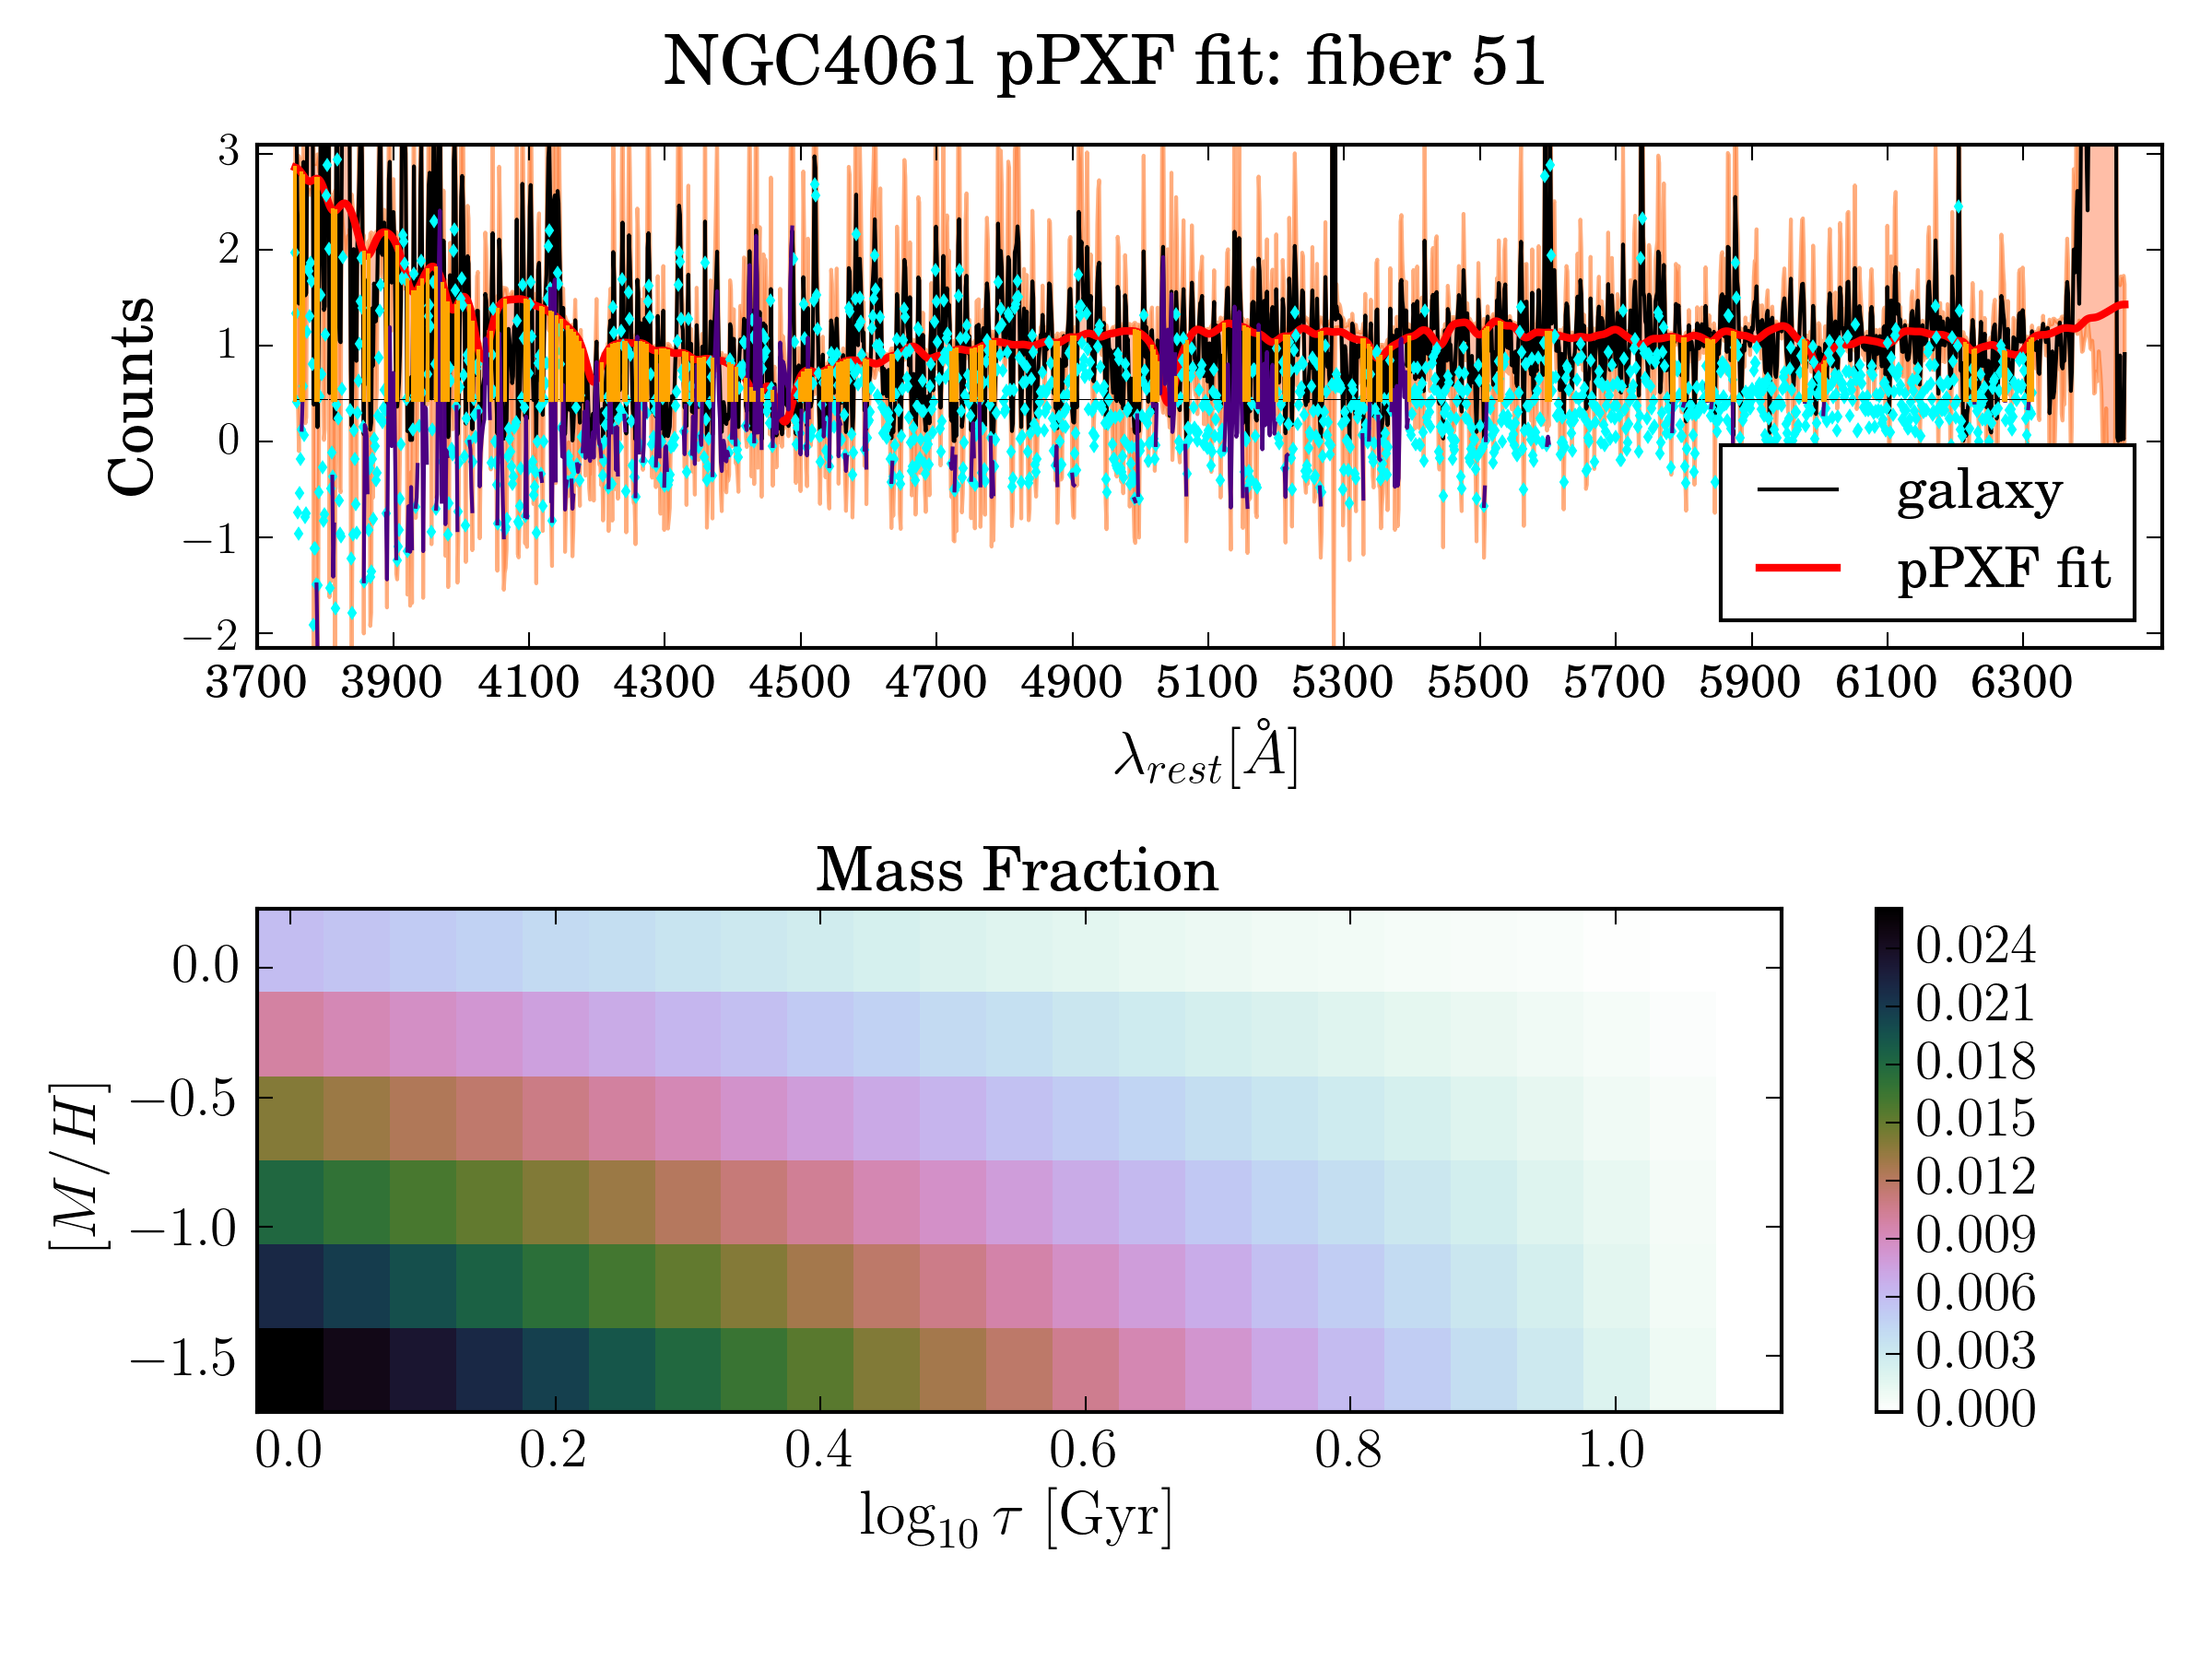 NGC4061 pPXF fit: fiber 51
3
2
1
0
−1
−2
Counts
3700 3900 4100 4300 4500 4700 4900 5100 5300 5500 5700 5900 6100 6300
λrest[Å]
galaxy
pPXF fit
Mass Fraction
0.0
−0.5
−1.0
−1.5
[M/H]
0.0 0.2 0.4 0.6 0.8 1.0
log10 τ [Gyr]
0.024
0.021
0.018
0.015
0.012
0.009
0.006
0.003
0.000